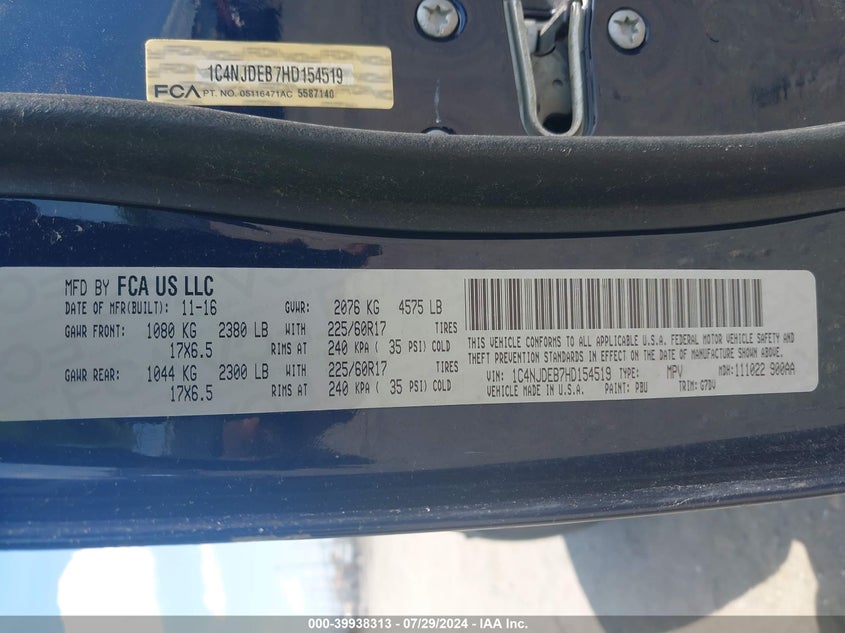 1C4NJDEB7HD154519
FCA PT. NO. 05116471AC 5587140
MFD BY FCA US LLC
DATE OF MFR(BUILT): 11-16 GVWR: 2076 KG 4575 LB
GAWR FRONT: 1080 KG 2380 LB WITH 225/60R17 TIRES
17X6.5 RIMS AT 240 KPA ( 35 PSI) COLD
GAWR REAR: 1044 KG 2300 LB WITH 225/60R17 TIRES
17X6.5 RIMS AT 240 KPA ( 35 PSI) COLD
THIS VEHICLE CONFORMS TO ALL APPLICABLE U.S.A. FEDERAL MOTOR VEHICLE SAFETY AND
THEFT PREVENTION STANDARDS IN EFFECT ON THE DATE OF MANUFACTURE SHOWN ABOVE.
VIN: 1C4NJDEB7HD154519 TYPE: MPV MDH: 111022 900AA
VEHICLE MADE IN U.S.A. PAINT: PBU TRIM: G7DV
000-39938313 - 07/29/2024 - IAA Inc.